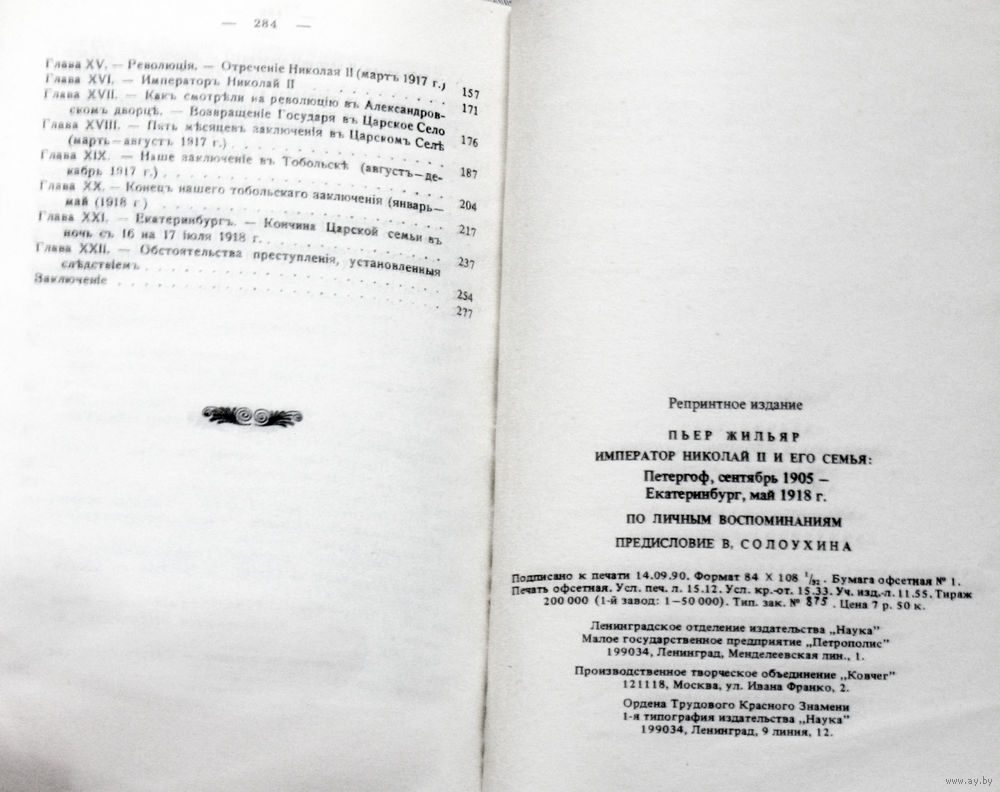 — 284 —
Глава XV. — Революція. — Отреченіе Николая II (мартъ 1917 г.) 157
Глава XVI. — Императоръ Николай II . . . . . . . . . 171
Глава XVII. — Какъ смотрѣли на революцію въ Александров-
скомъ дворцѣ. — Возвращеніе Государя въ Царское Село 176
Глава XVIII. — Пять мѣсяцевъ заключенія въ Царскомъ Селѣ
(мартъ—августъ 1917 г.) . . . . . . . . . 187
Глава XIX. — Наше заключеніе въ Тобольскѣ (августъ—де-
кабрь 1917 г.) . . . . . . . . . 204
Глава XX. — Конецъ нашего тобольскаго заключенія (январь—
май (1918 г.) . . . . . . . . . 217
Глава XXI. — Екатеринбургъ. — Кончина Царской семьи въ
ночь съ 16 на 17 іюля 1918 г. . . . . . . . . . 237
Глава XXII. — Обстоятельства преступленія, установленныя
слѣдствіемъ . . . . . . . . . 254
Заключеніе . . . . . . . . . 277
Репринтное издание
ПЬЕР ЖИЛЬЯР
ИМПЕРАТОР НИКОЛАЙ II И ЕГО СЕМЬЯ:
Петергоф, сентябрь 1905 –
Екатеринбург, май 1918 г.
ПО ЛИЧНЫМ ВОСПОМИНАНИЯМ
ПРЕДИСЛОВИЕ В. СОЛОУХИНА
Подписано к печати 14.09.90. Формат 84 X 108 1/32. Бумага офсетная № 1.
Печать офсетная. Усл. печ. л. 15.12. Усл. кр.-от. 15.33. Уч. изд.-л. 11.55. Тираж
200 000 (1-й завод: 1–50 000). Тип. зак. № 875. Цена 7 р. 50 к.
Ленинградское отделение издательства „Наука"
Малое государственное предприятие „Петрополис"
199034, Ленинград, Менделеевская лин., 1.
Производственное творческое объединение „Ковчег"
121118, Москва, ул. Ивана Франко, 2.
Ордена Трудового Красного Знамени
1-я типография издательства „Наука"
199034, Ленинград, 9 линия, 12.
www.ay.by